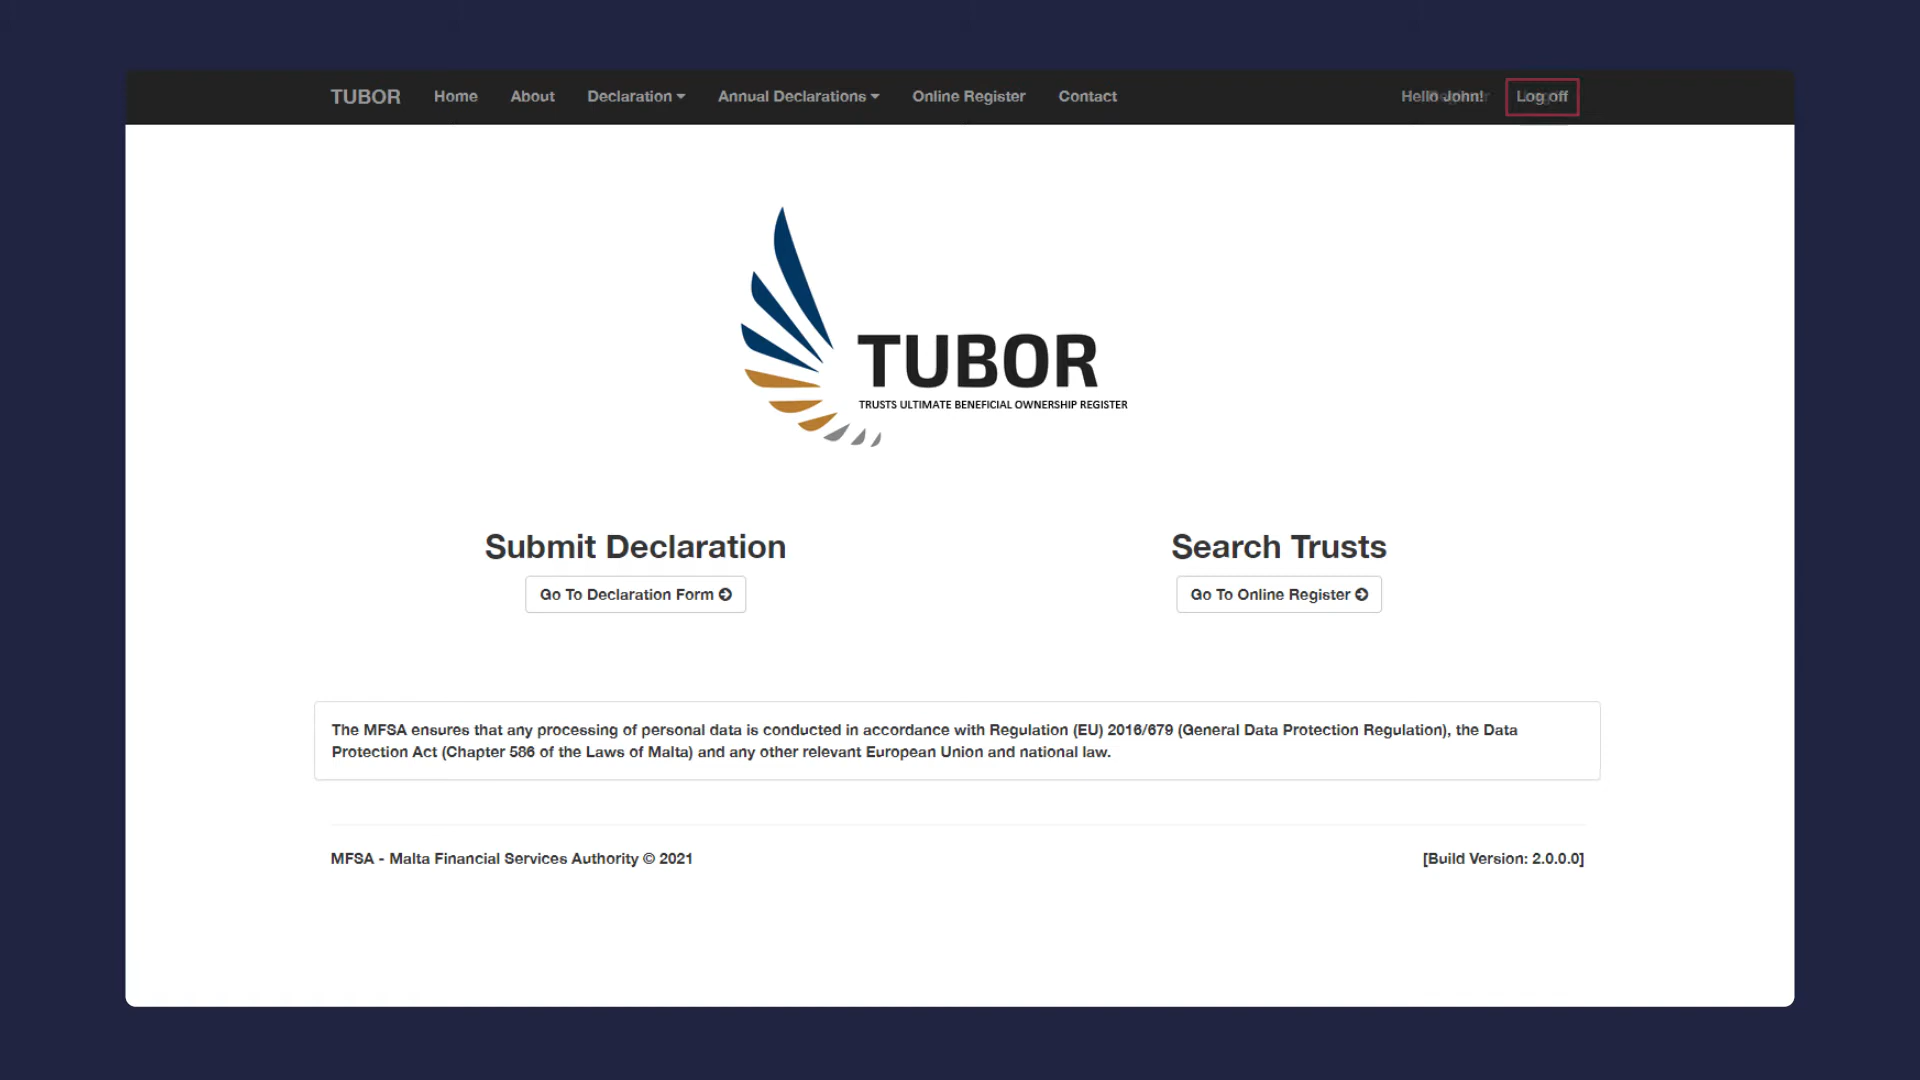 TUBOR Home About Declaration Annual Declarations Online Register Contact Hello John! Log off
TUBOR
TRUSTS ULTIMATE BENEFICIAL OWNERSHIP REGISTER
Submit Declaration
Go To Declaration Form
Search Trusts
Go To Online Register
The MFSA ensures that any processing of personal data is conducted in accordance with Regulation (EU) 2016/679 (General Data Protection Regulation), the Data
Protection Act (Chapter 586 of the Laws of Malta) and any other relevant European Union and national law.
MFSA - Malta Financial Services Authority © 2021
[Build Version: 2.0.0.0]